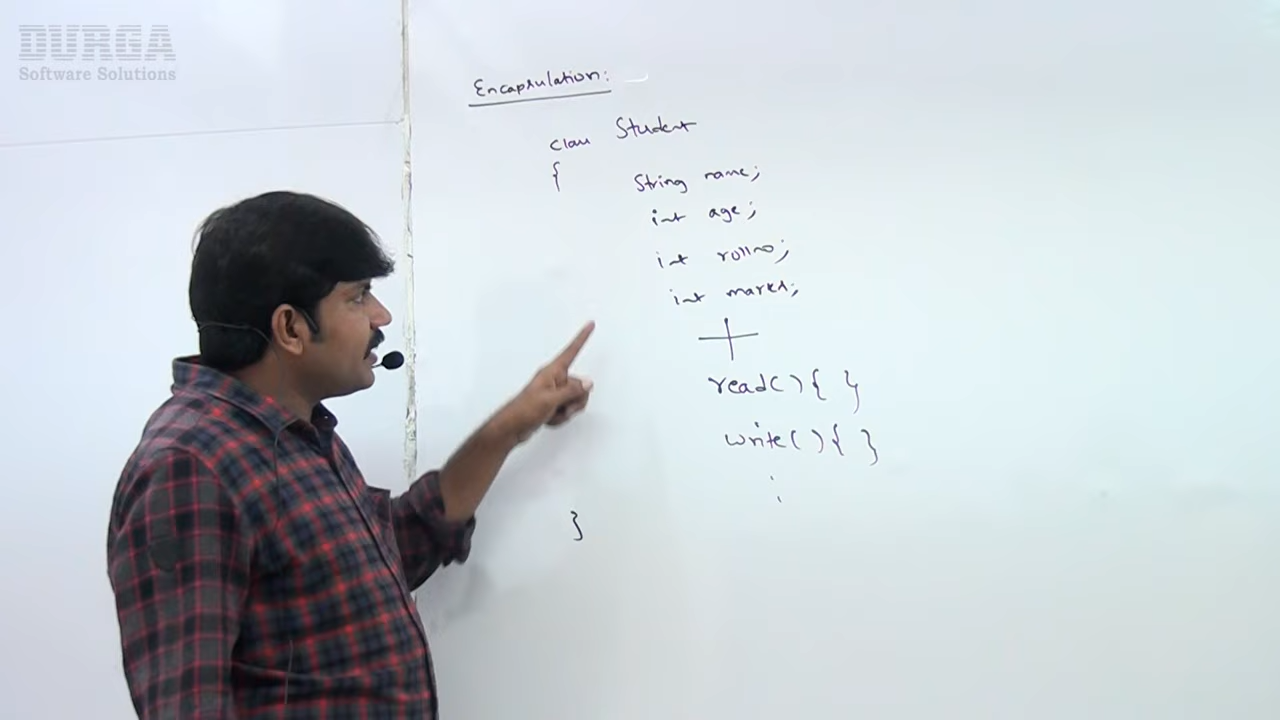 DURGA
Software Solutions
Encapsulation:
class Student
{
String name;
int age;
int rollno;
int marks;
+
read(){ }
write(){ }
:
}